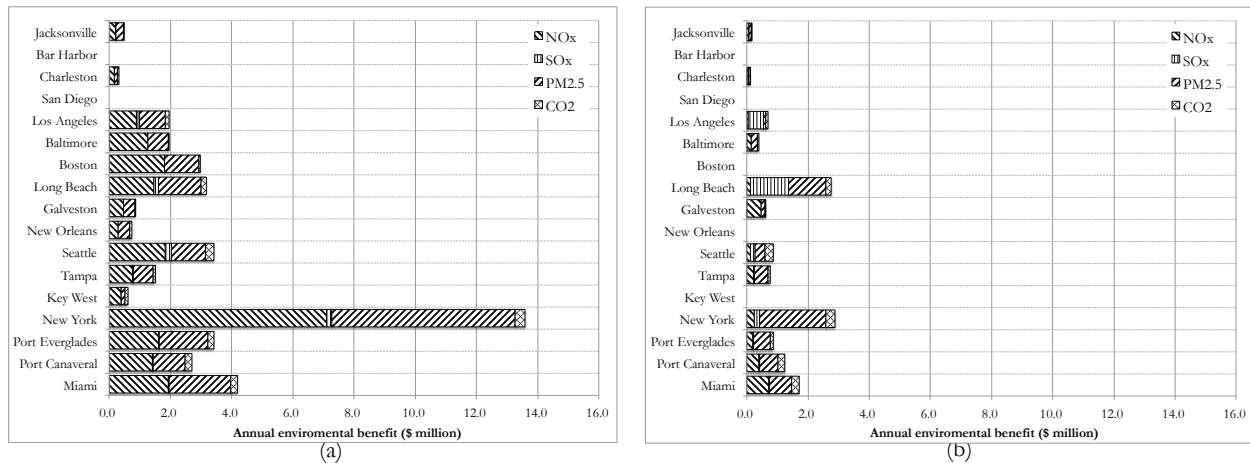 Jacksonville
Bar Harbor
Charleston
San Diego
Los Angeles
Baltimore
Boston
Long Beach
Galveston
New Orleans
Seattle
Tampa
Key West
New York
Port Everglades
Port Canaveral
Miami
NOx
SOx
PM2.5
CO2
0.0 2.0 4.0 6.0 8.0 10.0 12.0 14.0 16.0
Annual enviromental benefit ($ million)
(a)
Jacksonville
Bar Harbor
Charleston
San Diego
Los Angeles
Baltimore
Boston
Long Beach
Galveston
New Orleans
Seattle
Tampa
Key West
New York
Port Everglades
Port Canaveral
Miami
NOx
SOx
PM2.5
CO2
0.0 2.0 4.0 6.0 8.0 10.0 12.0 14.0 16.0
Annual enviromental benefit ($ million)
(b)